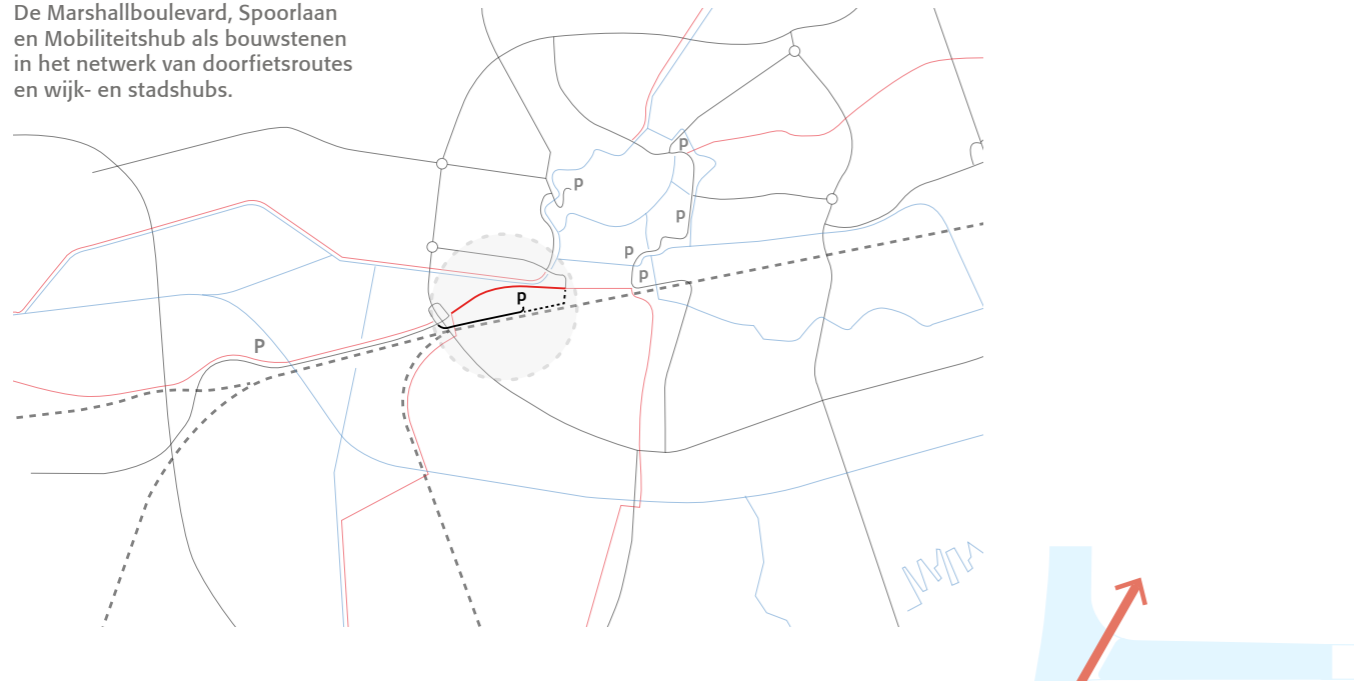 De Marshallboulevard, Spoorlaan
en Mobiliteitshub als bouwstenen
in het netwerk van doorfietsroutes
en wijk- en stadshubs.
P
P
P
P
P
P
P